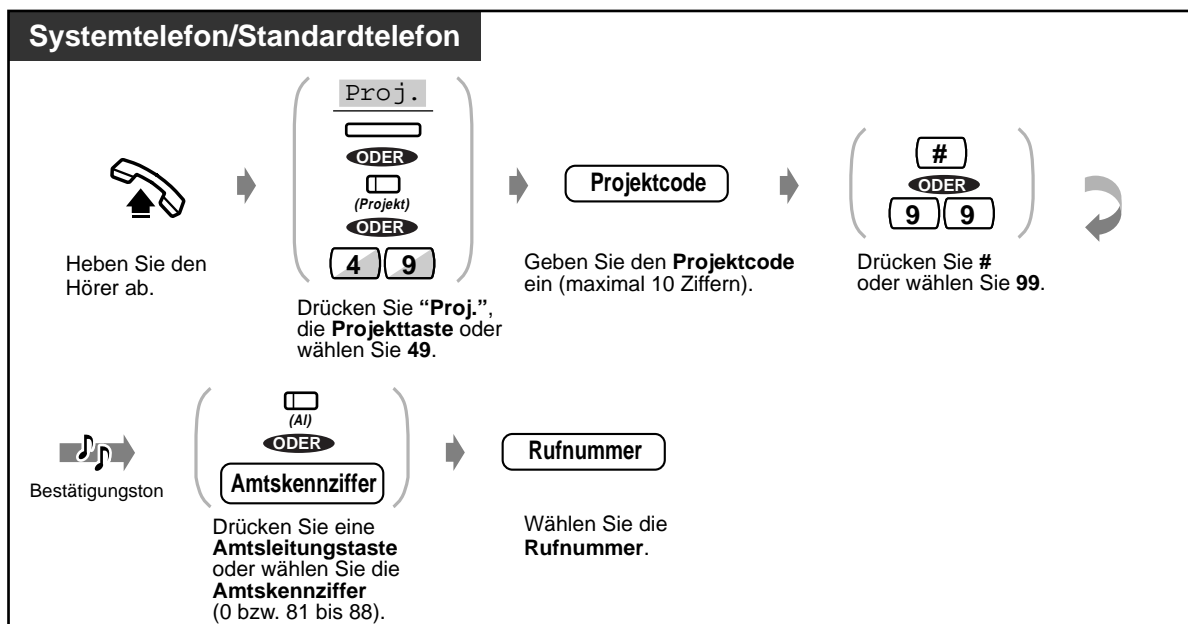 Systemtelefon/Standardtelefon
Heben Sie den
Hörer ab.
Proj.
ODER
(Projekt)
ODER
4 9
Drücken Sie “Proj.”,
die Projekttaste oder
wählen Sie 49.
Projektcode
Geben Sie den Projektcode
ein (maximal 10 Ziffern).
#
ODER
9 9
Drücken Sie #
oder wählen Sie 99.
Bestätigungston
(AI)
ODER
Amtskennziffer
Drücken Sie eine
Amtsleitungstaste
oder wählen Sie die
Amtskennziffer
(0 bzw. 81 bis 88).
Rufnummer
Wählen Sie die
Rufnummer.